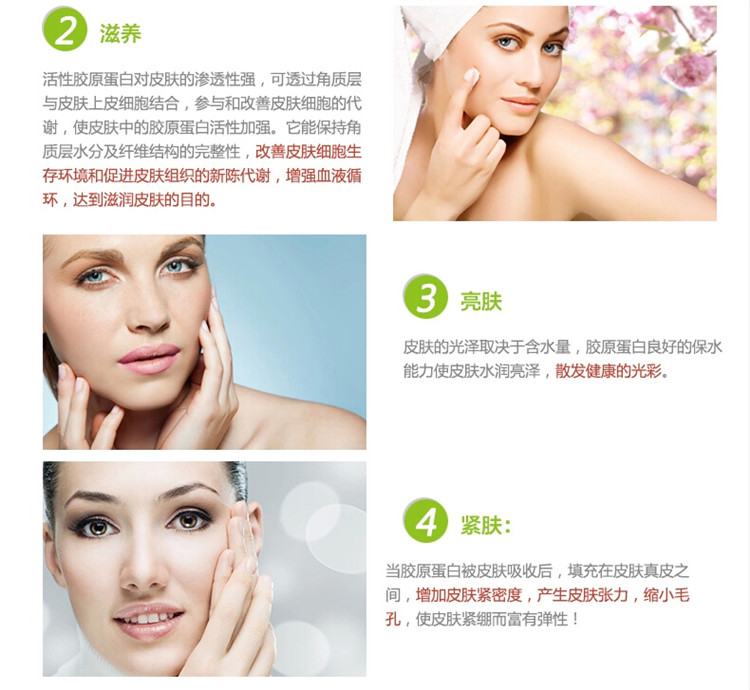 2 滋养
活性胶原蛋白对皮肤的渗透性强，可透过角质层
与皮肤上皮细胞结合，参与和改善皮肤细胞的代
谢，使皮肤中的胶原蛋白活性加强。它能保持角
质层水分及纤维结构的完整性，改善皮肤细胞生
存环境和促进皮肤组织的新陈代谢，增强血液循
环，达到滋润皮肤的目的。
3 亮肤
皮肤的光泽取决于含水量，胶原蛋白良好的保水
能力使皮肤水润亮泽，散发健康的光彩。
4 紧肤：
当胶原蛋白被皮肤吸收后，填充在皮肤真皮之
间，增加皮肤紧密度，产生皮肤张力，缩小毛
孔，使皮肤紧绷而富有弹性！